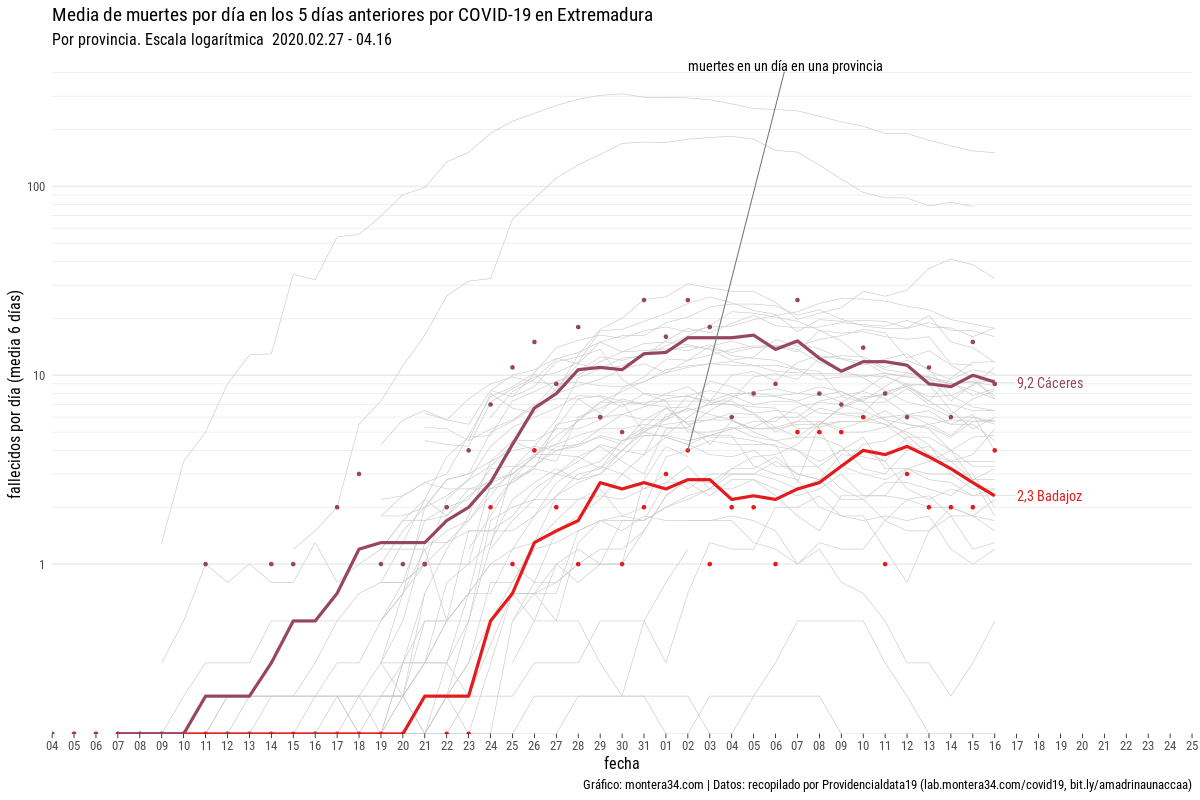 Media de muertes por día en los 5 días anteriores por COVID-19 en Extremadura
Por provincia. Escala logarítmica 2020.02.27 - 04.16
muertes en un día en una provincia
100
10
1
fallecidos por día (media 6 días)
9,2 Cáceres
2,3 Badajoz
04 05 06 07 08 09 10 11 12 13 14 15 16 17 18 19 20 21 22 23 24 25 26 27 28 29 30 31 01 02 03 04 05 06 07 08 09 10 11 12 13 14 15 16 17 18 19 20 21 22 23 24 25
fecha
Gráfico: montera34.com | Datos: recopilado por Providencialdata19 (lab.montera34.com/covid19, bit.ly/amadrinaunaccaa)